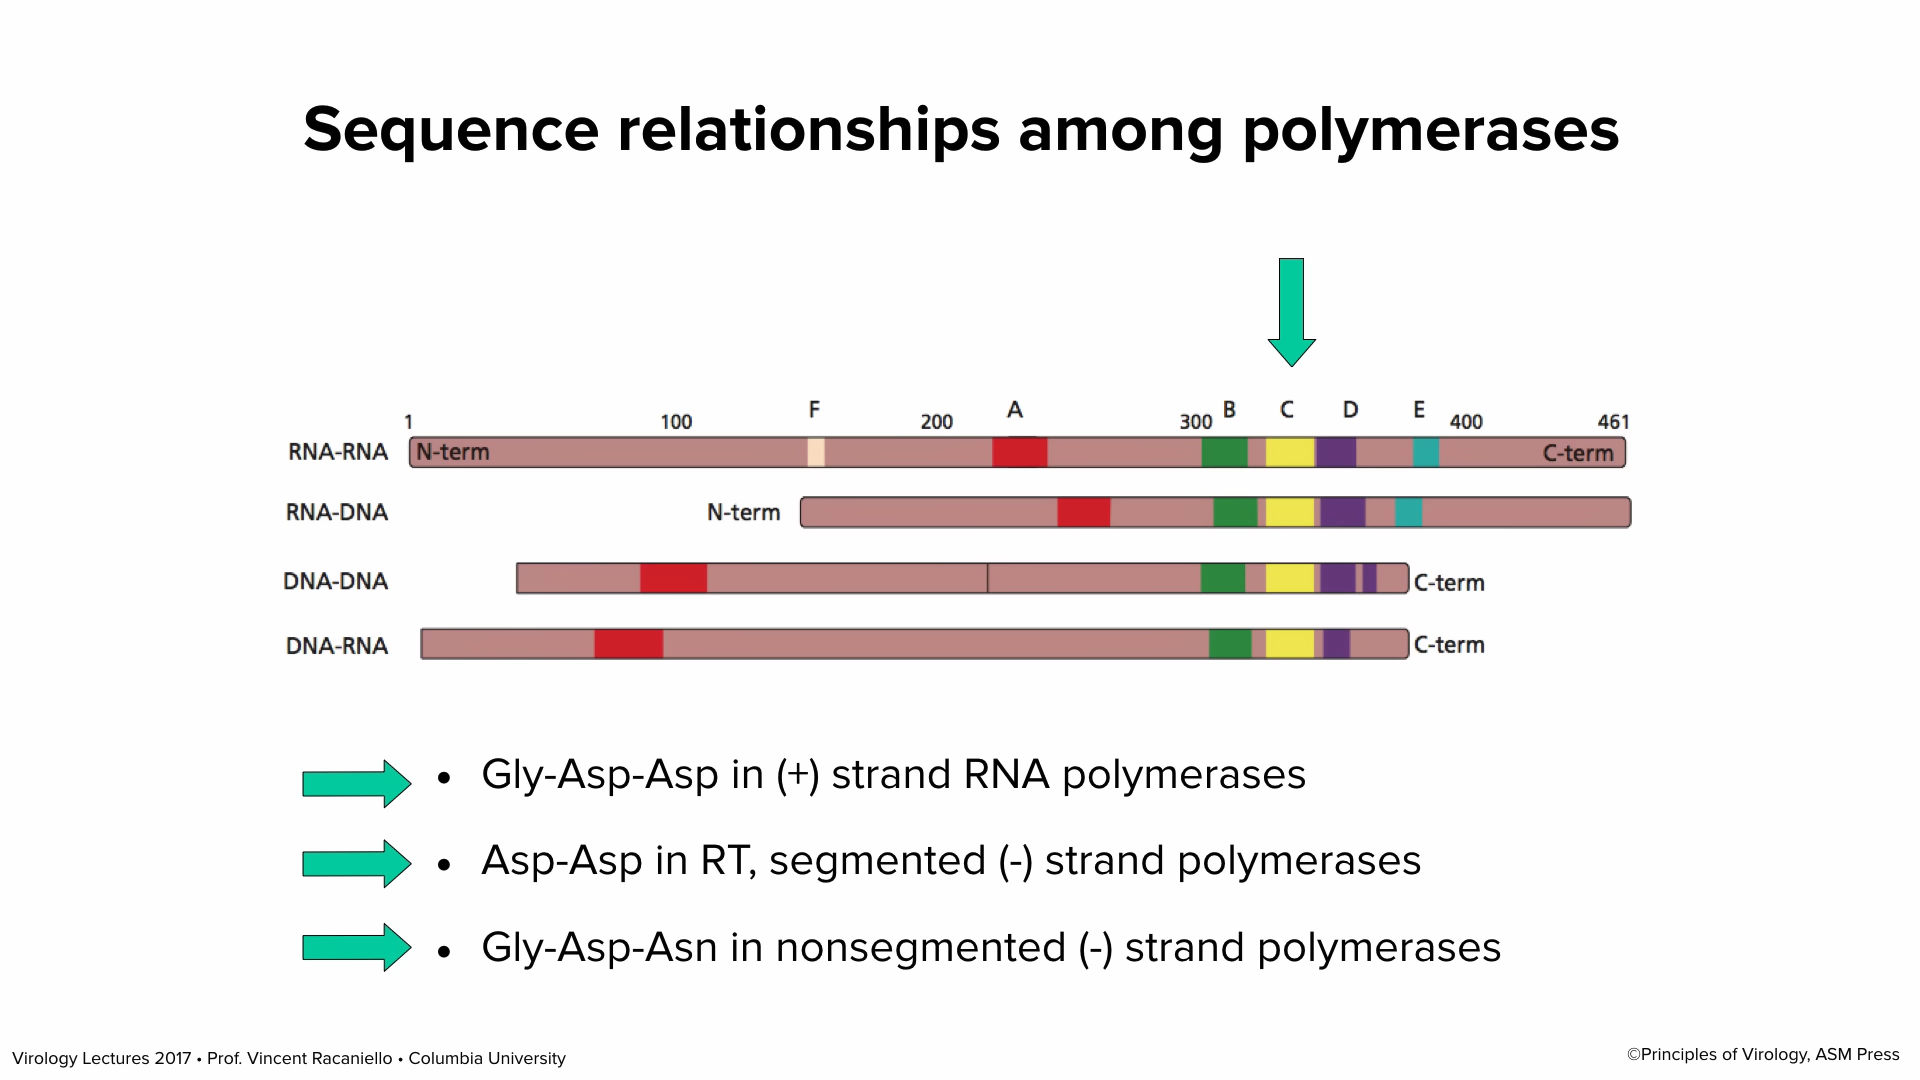 Sequence relationships among polymerases
F A B C D E
1 100 200 300 400 461
RNA-RNA N-term C-term
RNA-DNA N-term
DNA-DNA C-term
DNA-RNA C-term
• Gly-Asp-Asp in (+) strand RNA polymerases
• Asp-Asp in RT, segmented (-) strand polymerases
• Gly-Asp-Asn in nonsegmented (-) strand polymerases
Virology Lectures 2017 • Prof. Vincent Racaniello • Columbia University
©Principles of Virology, ASM Press